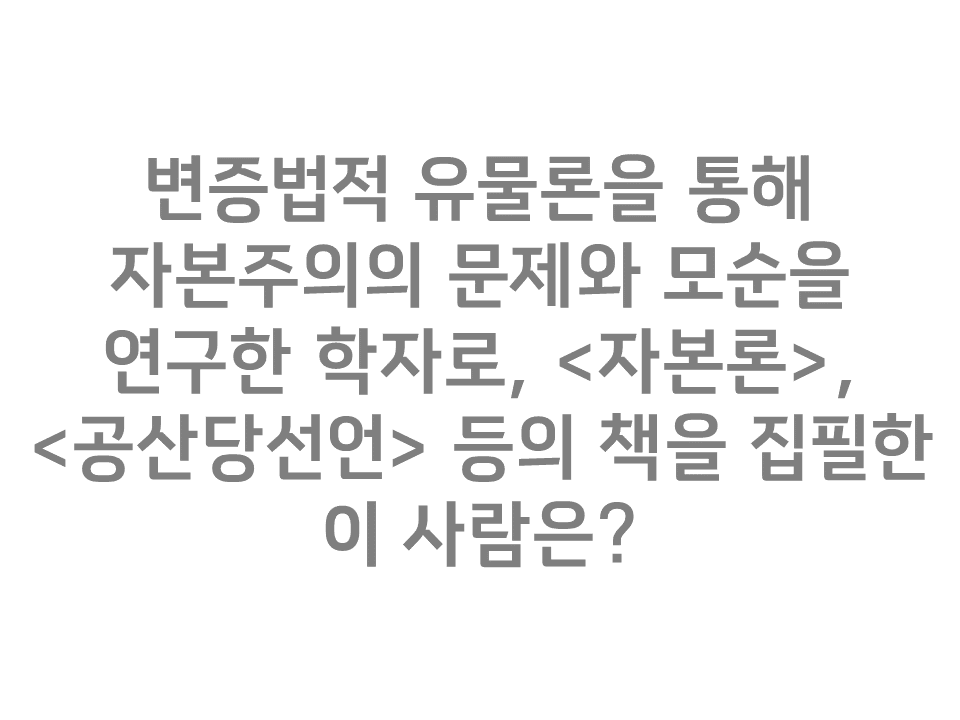 변증법적 유물론을 통해
자본주의의 문제와 모순을
연구한 학자로, <자본론>,
<공산당선언> 등의 책을 집필한
이 사람은?